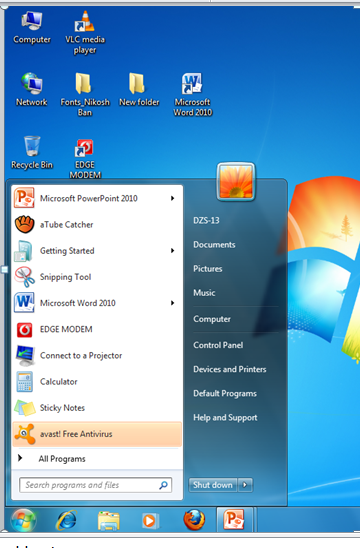 Computer
VLC media
player
Network
Fonts_Nikosh
Ban
New folder
Microsoft
Word 2010
Recycle Bin
EDGE
MODEM
Microsoft PowerPoint 2010
aTube Catcher
Getting Started
Snipping Tool
Microsoft Word 2010
EDGE MODEM
Connect to a Projector
Calculator
Sticky Notes
avast! Free Antivirus
All Programs
Search programs and files
DZS-13
Documents
Pictures
Music
Computer
Control Panel
Devices and Printers
Default Programs
Help and Support
Shut down